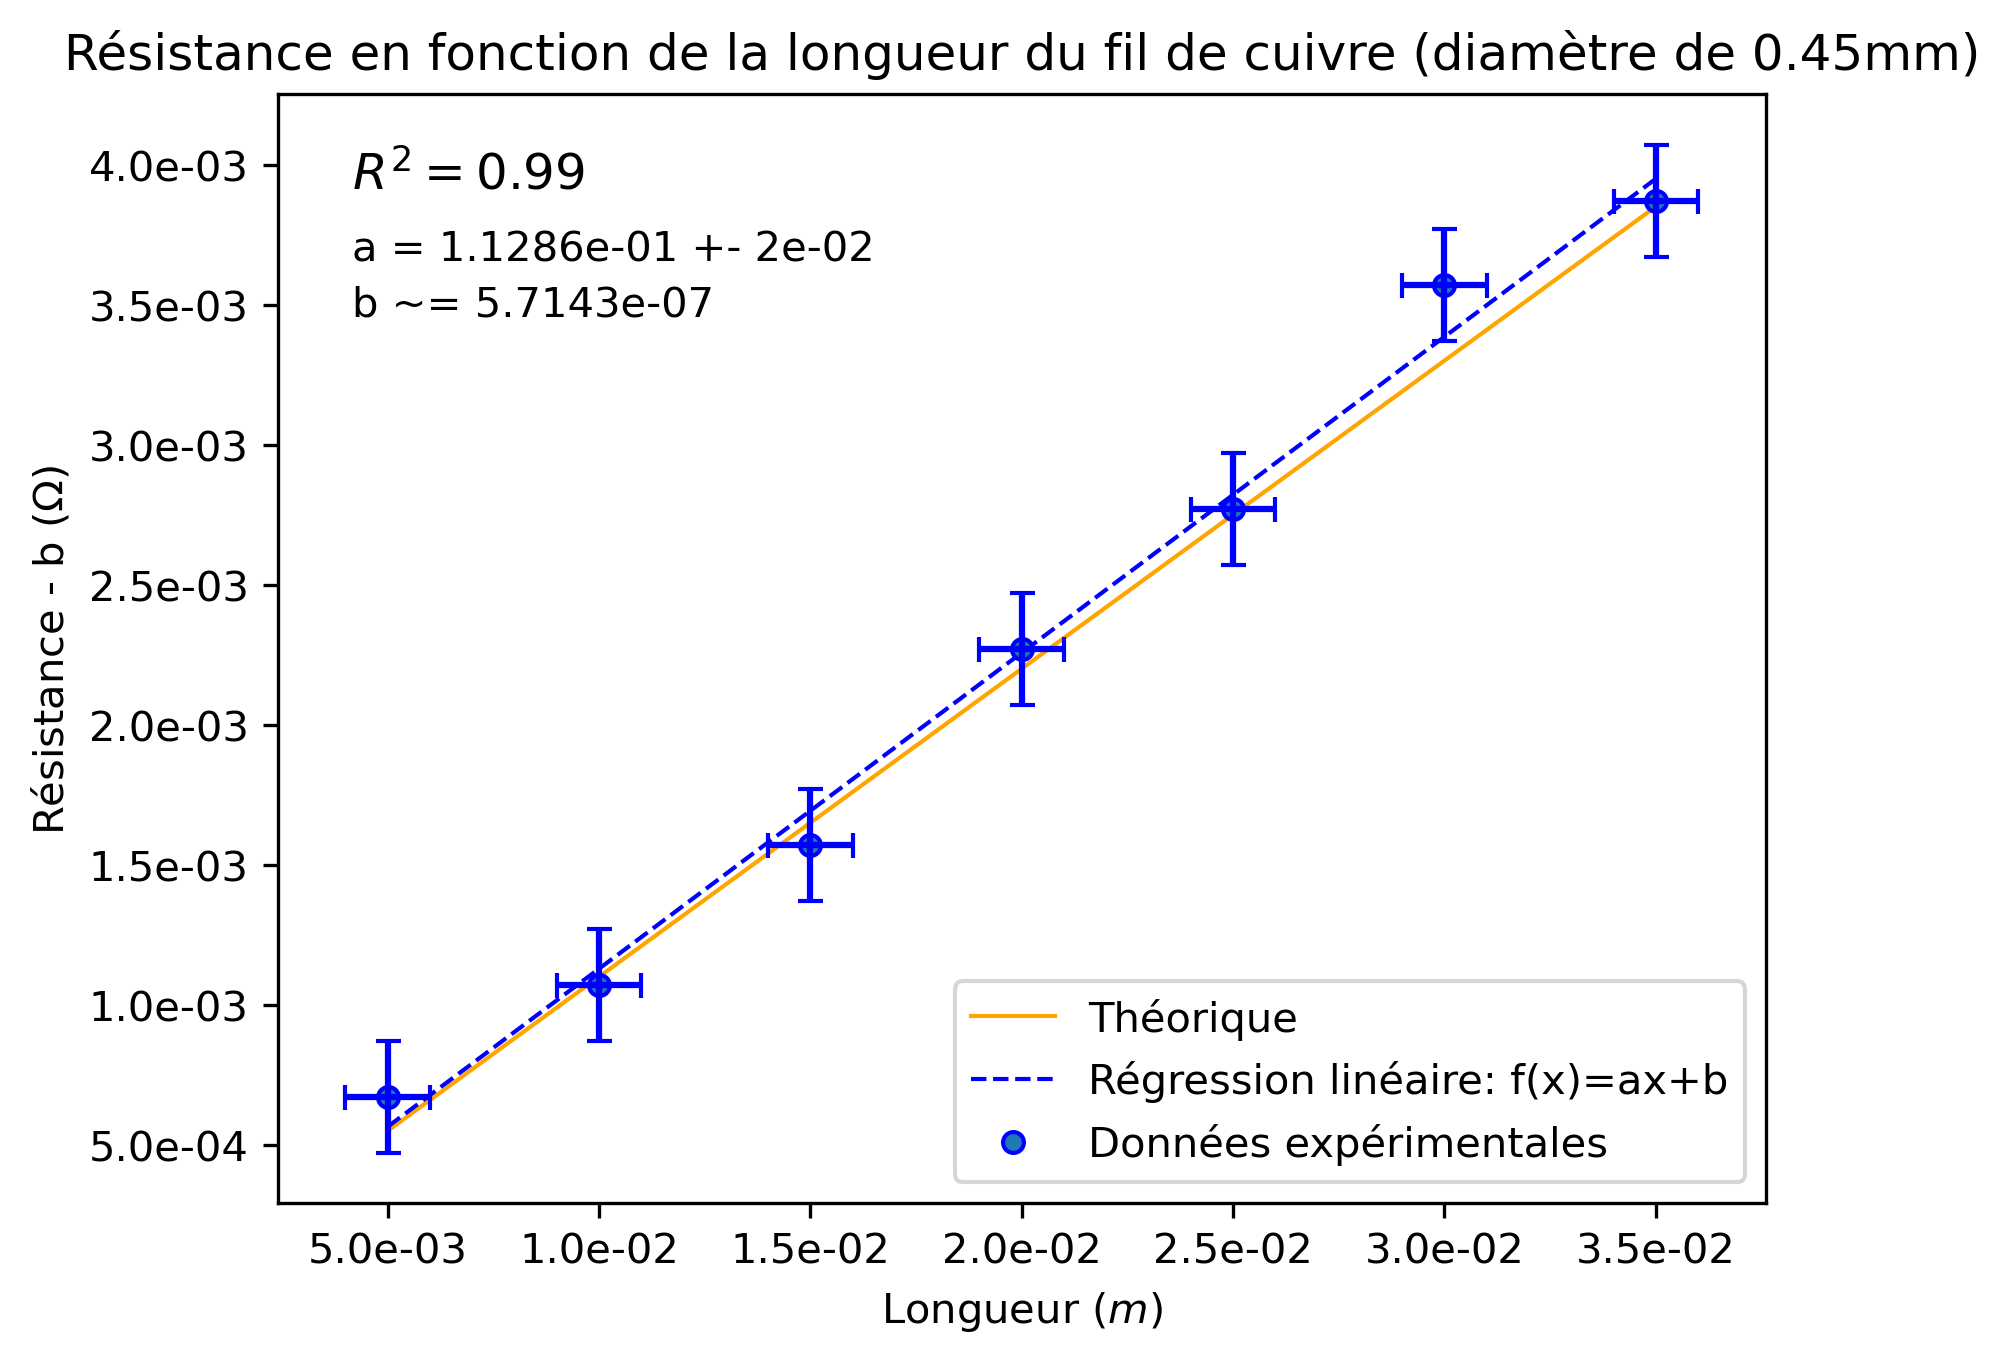 Résistance en fonction de la longueur du fil de cuivre (diamètre de 0.45mm)
R² = 0.99
a = 1.1286e-01 +- 2e-02
b ~= 5.7143e-07
Résistance - b (Ω)
4.0e-03
3.5e-03
3.0e-03
2.5e-03
2.0e-03
1.5e-03
1.0e-03
5.0e-04
Théorique
Régression linéaire: f(x)=ax+b
Données expérimentales
5.0e-03 1.0e-02 1.5e-02 2.0e-02 2.5e-02 3.0e-02 3.5e-02
Longueur (m)